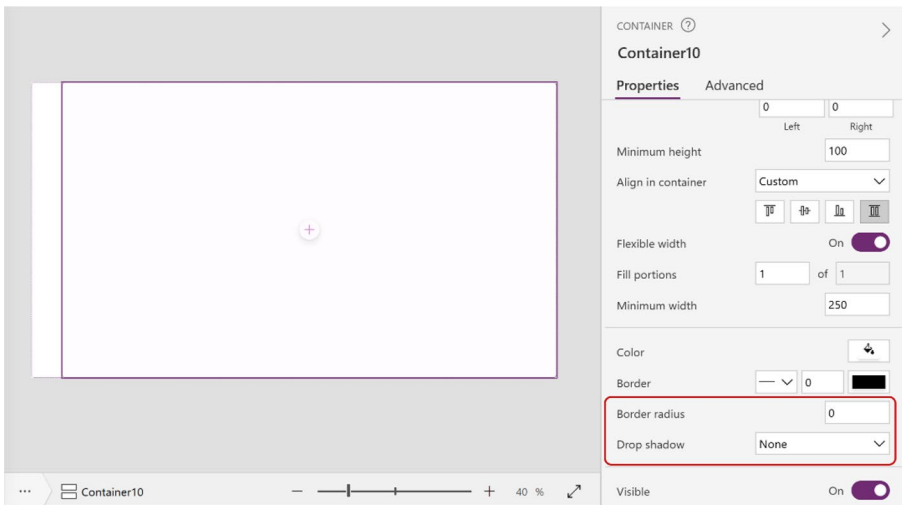 CONTAINER ?
Container10
Properties Advanced
0 0
Left Right
Minimum height 100
Align in container Custom
Flexible width On
Fill portions 1 of 1
Minimum width 250
Color
Border 0
Border radius 0
Drop shadow None
... Container10 40 % Visible On